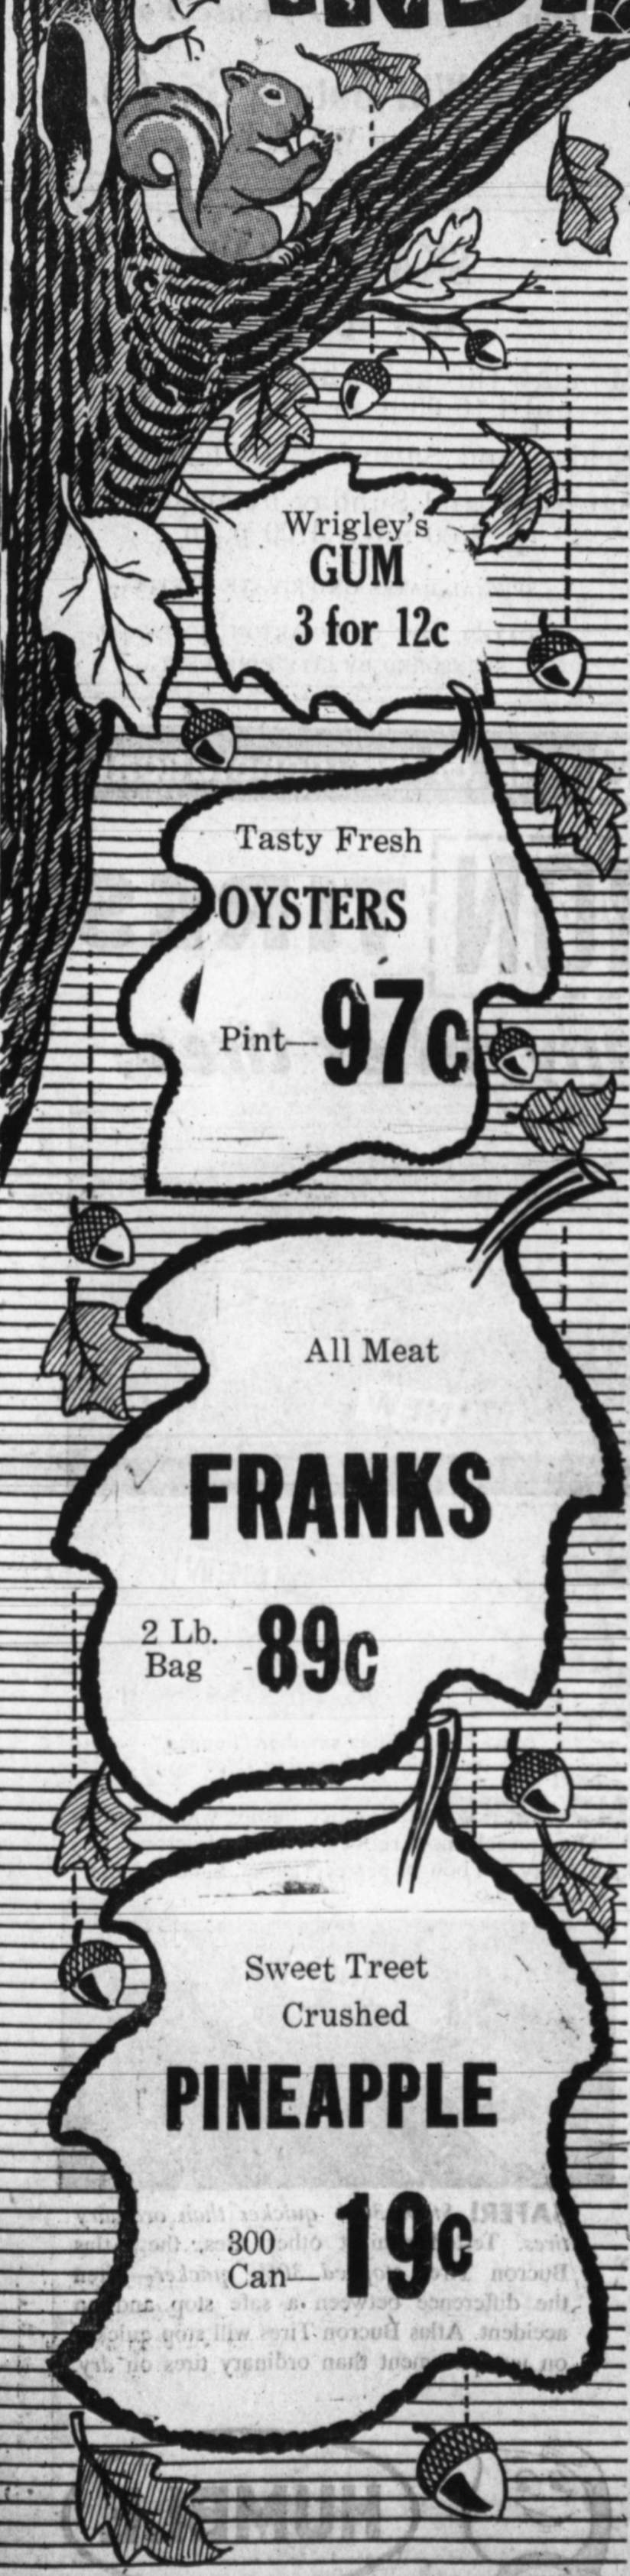 Wrigley's
GUM
3 for 12c
Tasty Fresh
OYSTERS
Pint— 97c
All Meat
FRANKS
2 Lb.
Bag - 89c
Sweet Treet
Crushed
PINEAPPLE
300
Can— 19c